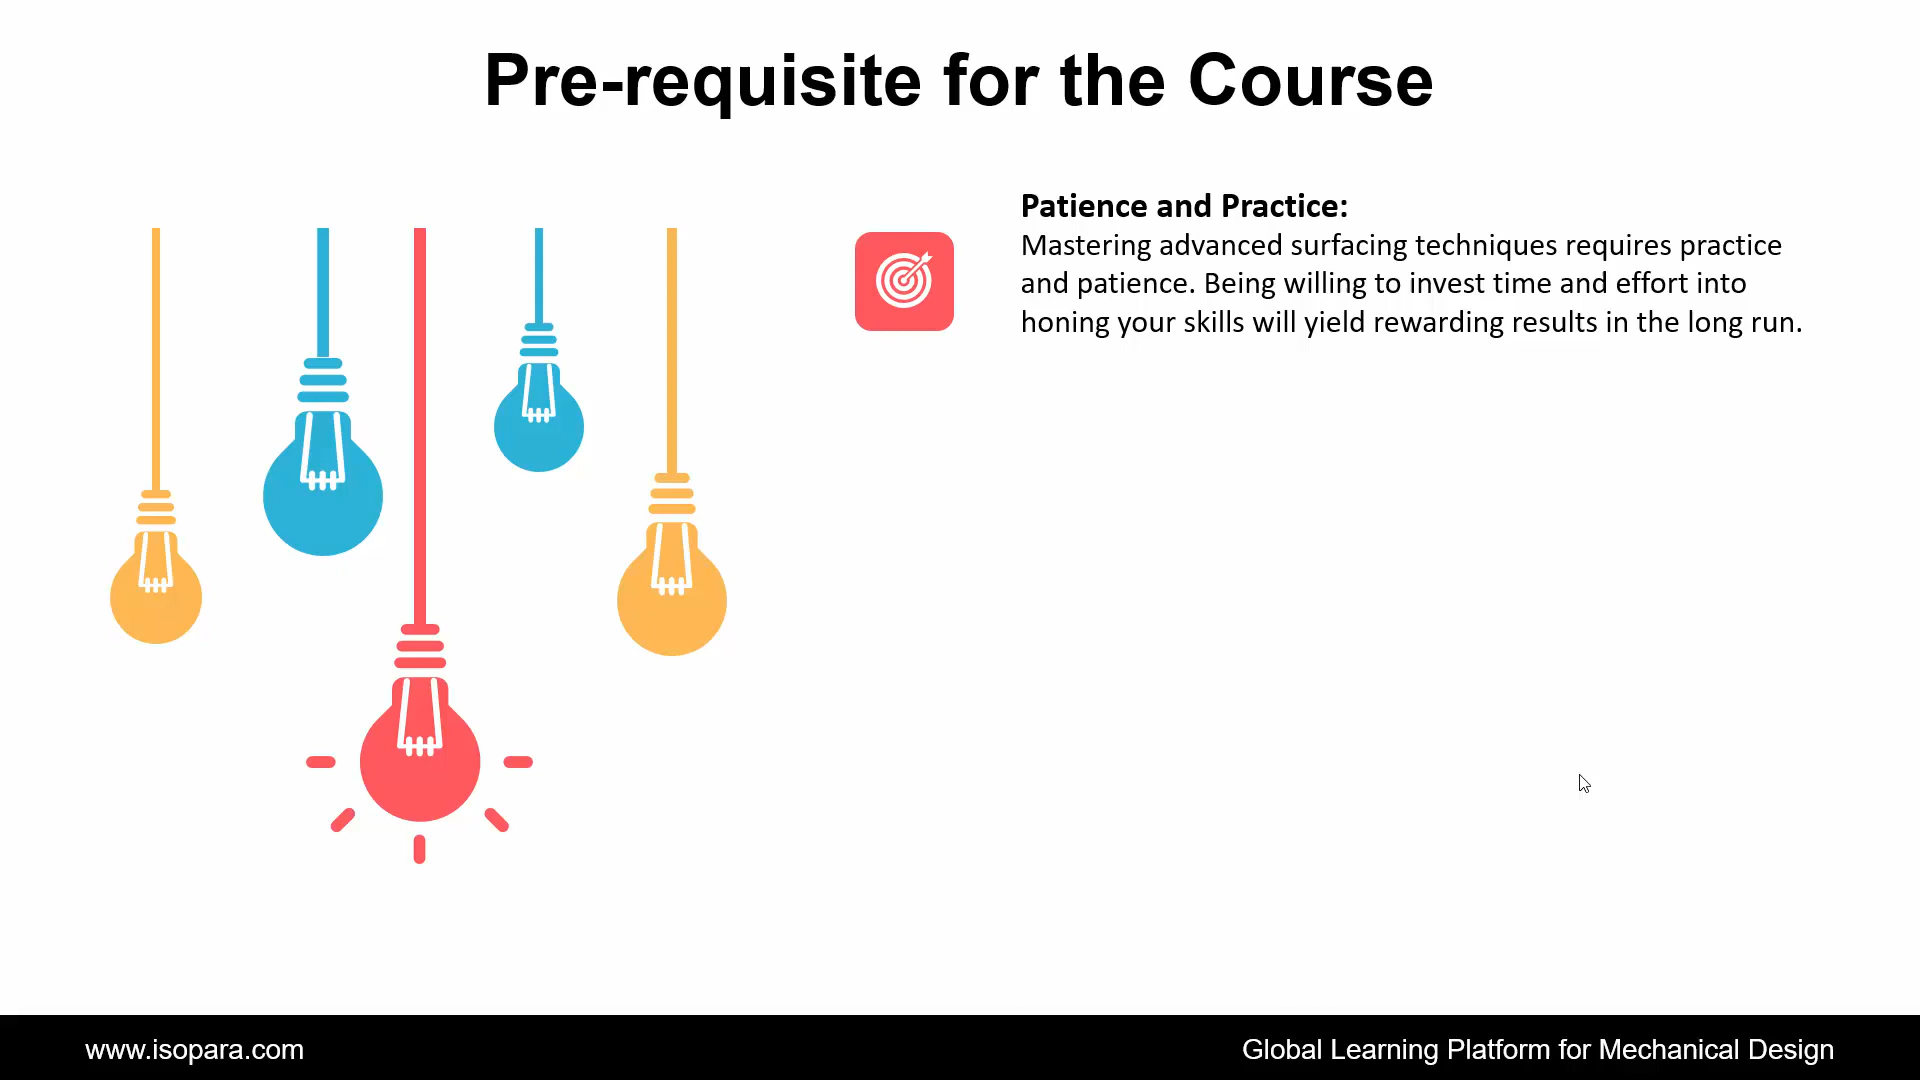 Pre-requisite for the Course
Patience and Practice:
Mastering advanced surfacing techniques requires practice
and patience. Being willing to invest time and effort into
honing your skills will yield rewarding results in the long run.
www.isopara.com
Global Learning Platform for Mechanical Design